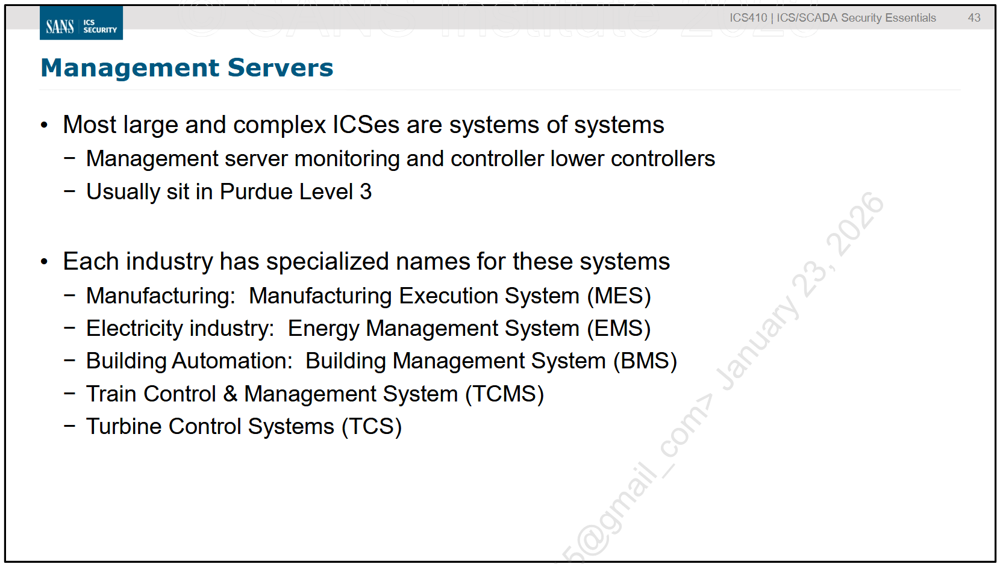 © SANS Institute 2026
ICS410 | ICS/SCADA Security Essentials 43
SANS ICS SECURITY
Management Servers
• Most large and complex ICSes are systems of systems
− Management server monitoring and controller lower controllers
− Usually sit in Purdue Level 3
• Each industry has specialized names for these systems
− Manufacturing: Manufacturing Execution System (MES)
− Electricity industry: Energy Management System (EMS)
− Building Automation: Building Management System (BMS)
− Train Control & Management System (TCMS)
− Turbine Control Systems (TCS)
5@gmail_com> January 23, 2026